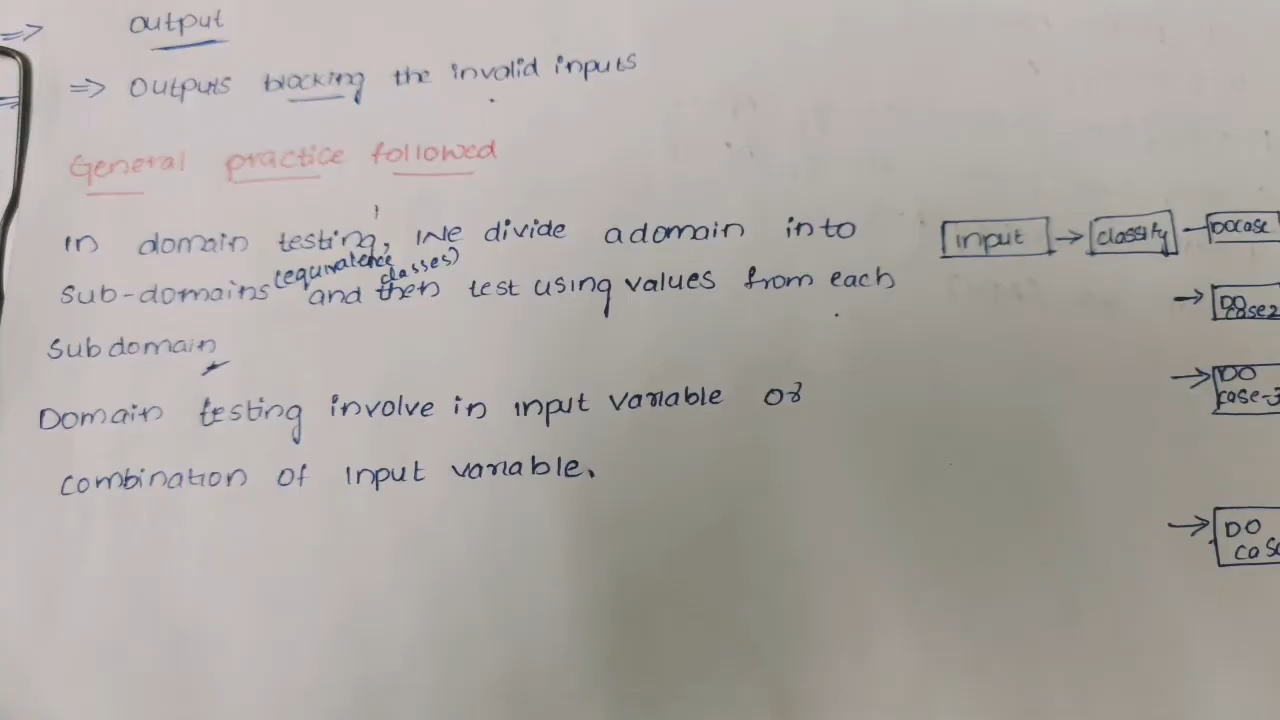 => output
=> outputs blocking the invalid inputs
General practice followed
In domain testing, We divide a domain into
sub-domains (equivalence classes) and then test using values from each
subdomain
Domain testing involve in input variable or
combination of input variable.
input → classify – DO case
→ DO case 2
→ DO case-3
→ DO case